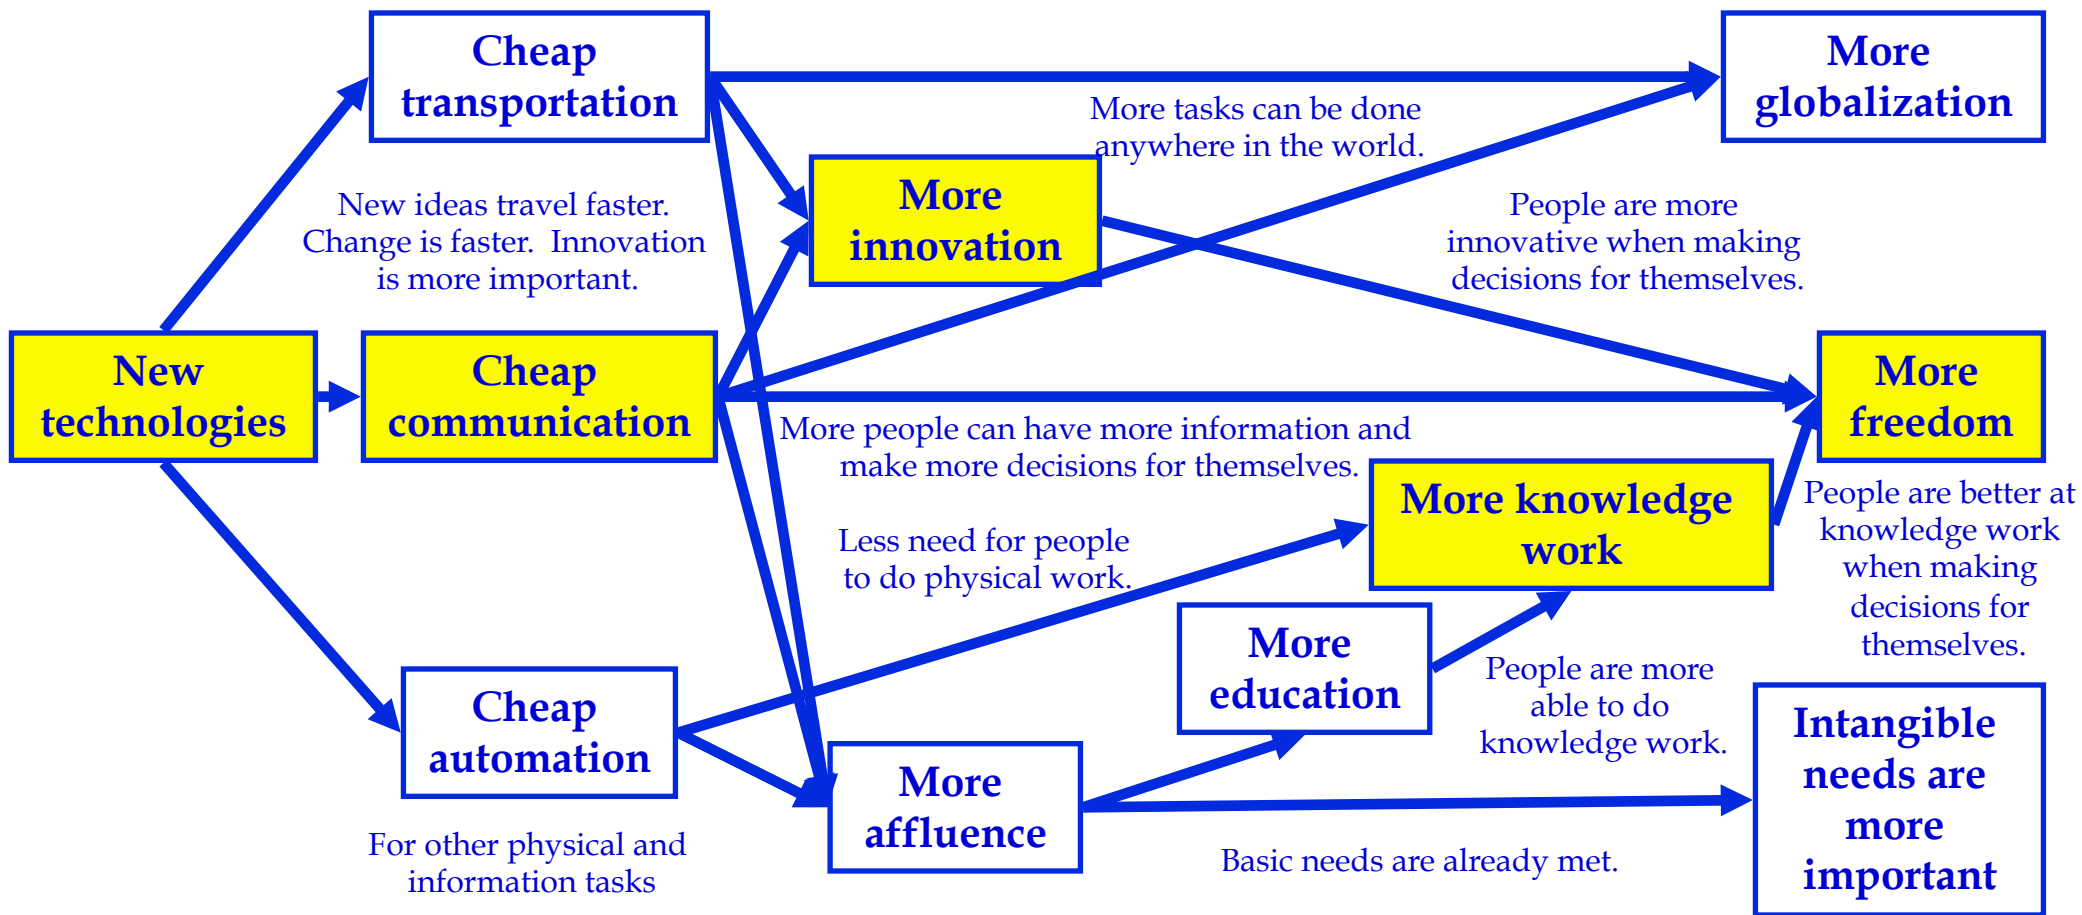 Cheap
transportation
More
globalization
More tasks can be done
anywhere in the world.
More
innovation
New ideas travel faster.
Change is faster.  Innovation
is more important.
People are more
innovative when making
decisions for themselves.
New
technologies
Cheap
communication
More
freedom
More people can have more information and
make more decisions for themselves.
More knowledge
work
People are better at
knowledge work
when making
decisions for
themselves.
Less need for people
to do physical work.
More
education
People are more
able to do
knowledge work.
Cheap
automation
Intangible
needs are
more
important
More
affluence
For other physical and
information tasks
Basic needs are already met.